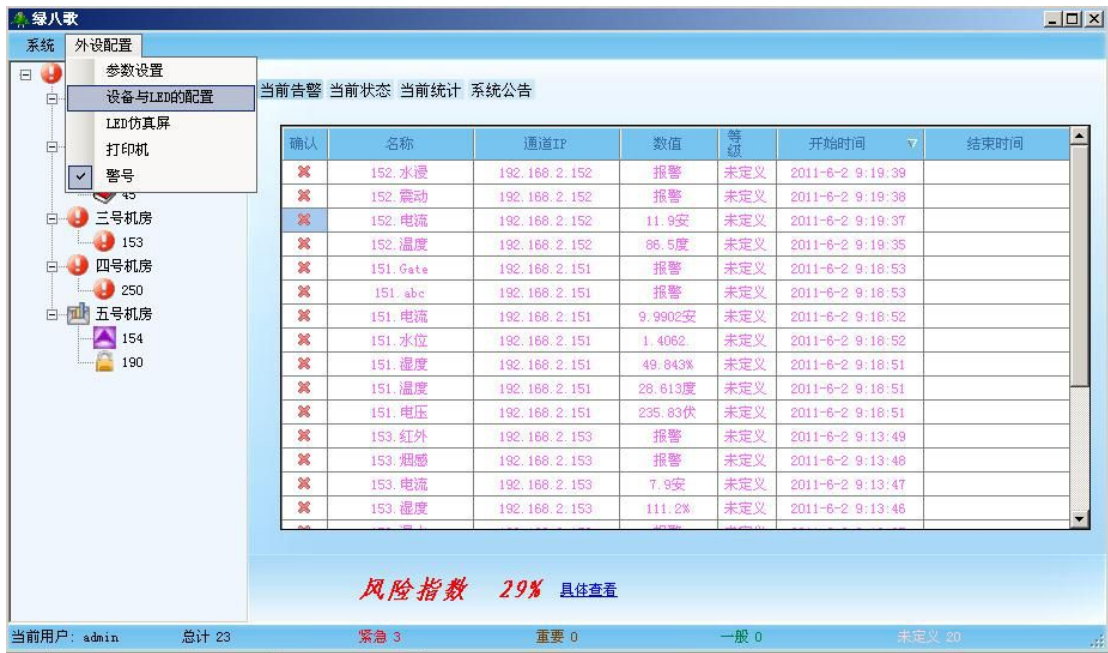 绿八歌
系统 外设配置
参数设置
设备与LED的配置
LED仿真屏
打印机
警号
45
三号机房
153
四号机房
250
五号机房
154
190
当前告警 当前状态 当前统计 系统公告
确认 名称 通道IP 数值 等级 开始时间 结束时间
152.水浸 192.168.2.152 报警 未定义 2011-6-2 9:19:39
152.震动 192.168.2.152 报警 未定义 2011-6-2 9:19:38
152.电流 192.168.2.152 11.9安 未定义 2011-6-2 9:19:37
152.温度 192.168.2.152 86.5度 未定义 2011-6-2 9:19:35
151.Gate 192.168.2.151 报警 未定义 2011-6-2 9:18:53
151.abc 192.168.2.151 报警 未定义 2011-6-2 9:18:53
151.电流 192.168.2.151 9.9902安 未定义 2011-6-2 9:18:52
151.水位 192.168.2.151 1.4062. 未定义 2011-6-2 9:18:52
151.湿度 192.168.2.151 49.843% 未定义 2011-6-2 9:18:51
151.温度 192.168.2.151 28.613度 未定义 2011-6-2 9:18:51
151.电压 192.168.2.151 235.83伏 未定义 2011-6-2 9:18:51
153.红外 192.168.2.153 报警 未定义 2011-6-2 9:13:49
153.烟感 192.168.2.153 报警 未定义 2011-6-2 9:13:48
153.电流 192.168.2.153 7.9安 未定义 2011-6-2 9:13:47
153.湿度 192.168.2.153 111.2% 未定义 2011-6-2 9:13:46
风险指数 29% 具体查看
当前用户: admin 总计 23 紧急 3 重要 0 一般 0 未定义 20